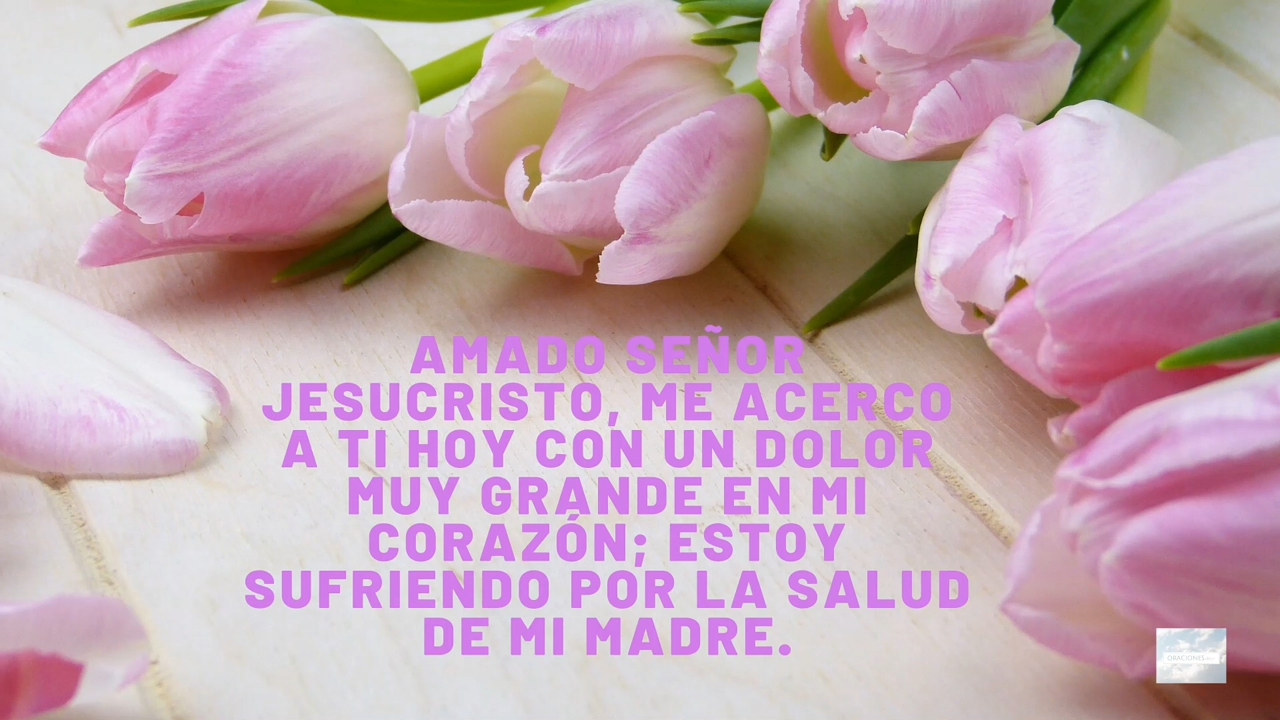 AMADO SEÑOR
JESUCRISTO, ME ACERCO
A TI HOY CON UN DOLOR
MUY GRANDE EN MI
CORAZÓN; ESTOY
SUFRIENDO POR LA SALUD
DE MI MADRE.
ORACIONES